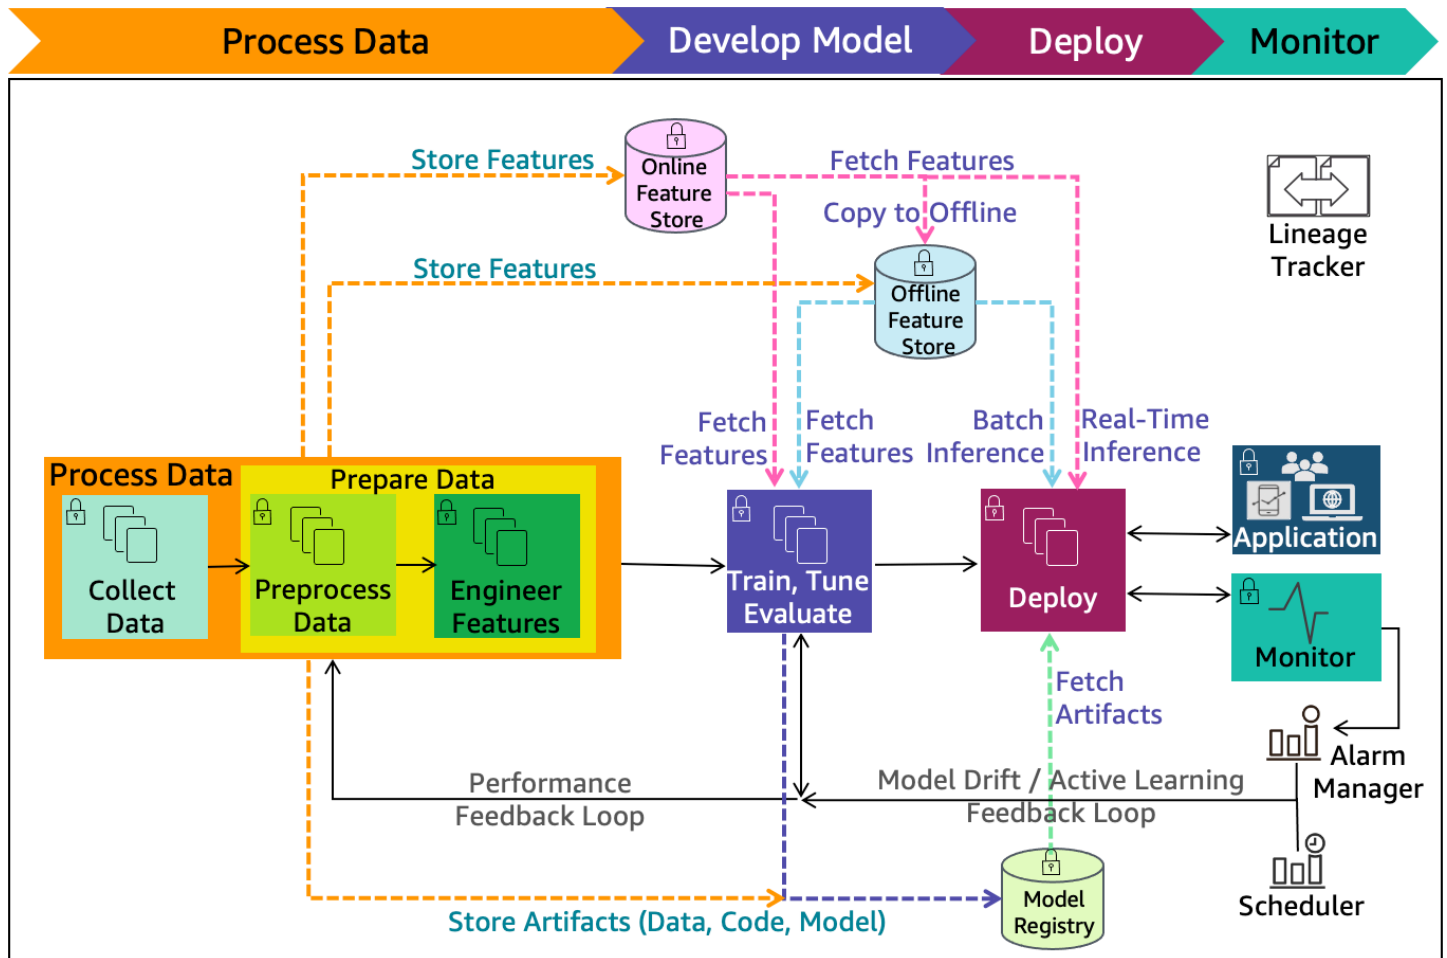 Process Data
Develop Model
Deploy
Monitor
Store Features
Online
Feature
Store
Fetch Features
Copy to Offline
Lineage
Tracker
Store Features
Offline
Feature
Store
Fetch
Features
Fetch
Features
Batch
Inference
Real-Time
Inference
Process Data
Prepare Data
Collect
Data
Preprocess
Data
Engineer
Features
Train, Tune
Evaluate
Deploy
Application
Monitor
Fetch
Artifacts
Alarm
Manager
Performance
Feedback Loop
Model Drift / Active Learning
Feedback Loop
Scheduler
Model
Registry
Store Artifacts (Data, Code, Model)